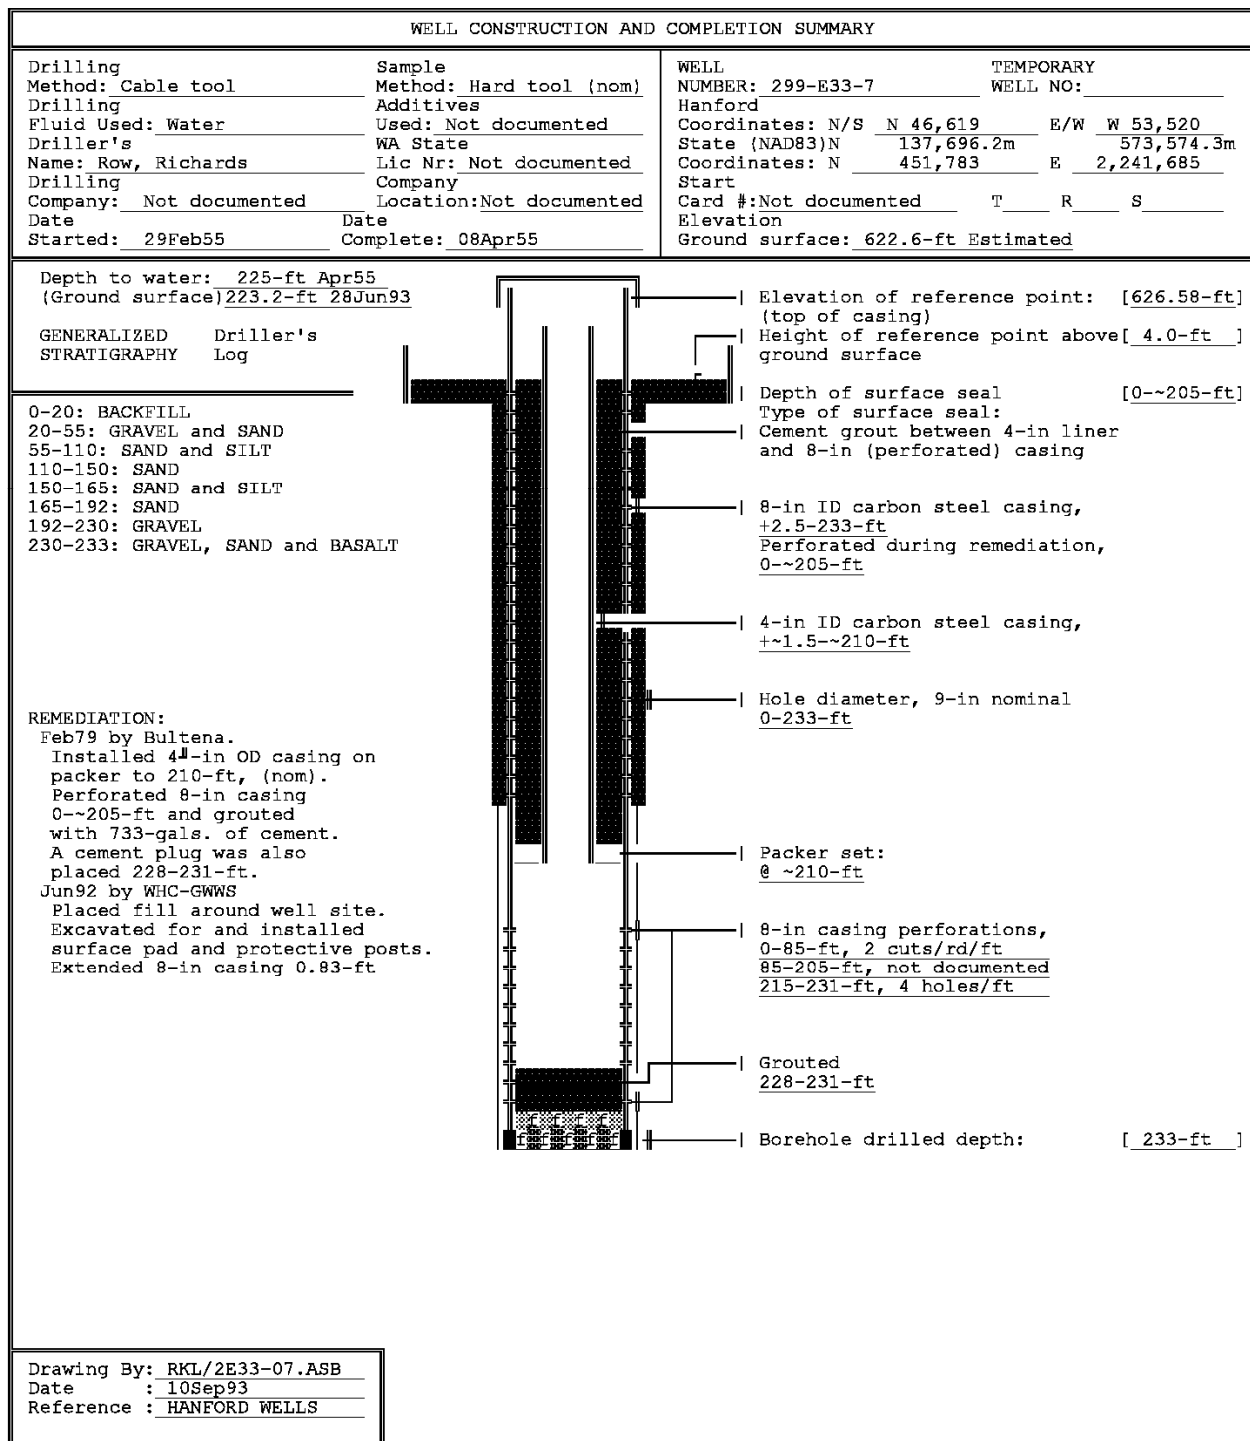 WELL CONSTRUCTION AND COMPLETION SUMMARY
Drilling Sample
Method: Cable tool Method: Hard tool (nom)
Drilling Additives
Fluid Used: Water Used: Not documented
Driller's WA State
Name: Row, Richards Lic Nr: Not documented
Drilling Company
Company: Not documented Location: Not documented
Date Date
Started: 29Feb55 Complete: 08Apr55
WELL TEMPORARY
NUMBER: 299-E33-7 WELL NO:
Hanford
Coordinates: N/S N 46,619 E/W W 53,520
State (NAD83)N 137,696.2m 573,574.3m
Coordinates: N 451,783 E 2,241,685
Start
Card #:Not documented T R S
Elevation
Ground surface: 622.6-ft Estimated
Depth to water: 225-ft Apr55
(Ground surface)223.2-ft 28Jun93
GENERALIZED Driller's
STRATIGRAPHY Log
0-20: BACKFILL
20-55: GRAVEL and SAND
55-110: SAND and SILT
110-150: SAND
150-165: SAND and SILT
165-192: SAND
192-230: GRAVEL
230-233: GRAVEL, SAND and BASALT
REMEDIATION:
Feb79 by Bultena.
Installed 4╝-in OD casing on
packer to 210-ft, (nom).
Perforated 8-in casing
0-~205-ft and grouted
with 733-gals. of cement.
A cement plug was also
placed 228-231-ft.
Jun92 by WHC-GWWS
Placed fill around well site.
Excavated for and installed
surface pad and protective posts.
Extended 8-in casing 0.83-ft
Elevation of reference point: [626.58-ft]
(top of casing)
Height of reference point above[ 4.0-ft ]
ground surface
Depth of surface seal [0-~205-ft]
Type of surface seal:
Cement grout between 4-in liner
and 8-in (perforated) casing
8-in ID carbon steel casing,
+2.5-233-ft
Perforated during remediation,
0-~205-ft
4-in ID carbon steel casing,
+~1.5-~210-ft
Hole diameter, 9-in nominal
0-233-ft
Packer set:
@ ~210-ft
8-in casing perforations,
0-85-ft, 2 cuts/rd/ft
85-205-ft, not documented
215-231-ft, 4 holes/ft
Grouted
228-231-ft
Borehole drilled depth: [ 233-ft ]
Drawing By: RKL/2E33-07.ASB
Date : 10Sep93
Reference : HANFORD WELLS